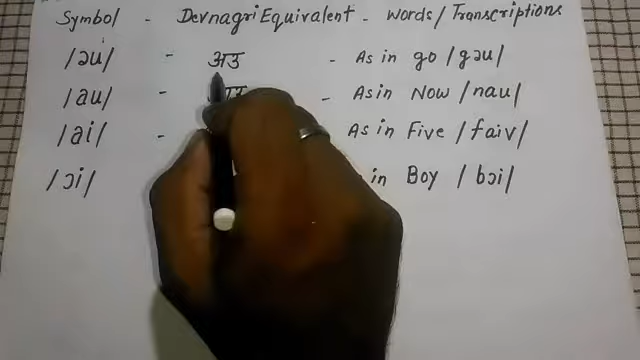 Symbol - Devnagri Equivalent - Words/Transcriptions
/əu/ - अउ - As in go /gəu/
/au/ - - As in Now /nau/
/ai/ - As in Five /faiv/
/ɔi/ in Boy /bɔi/